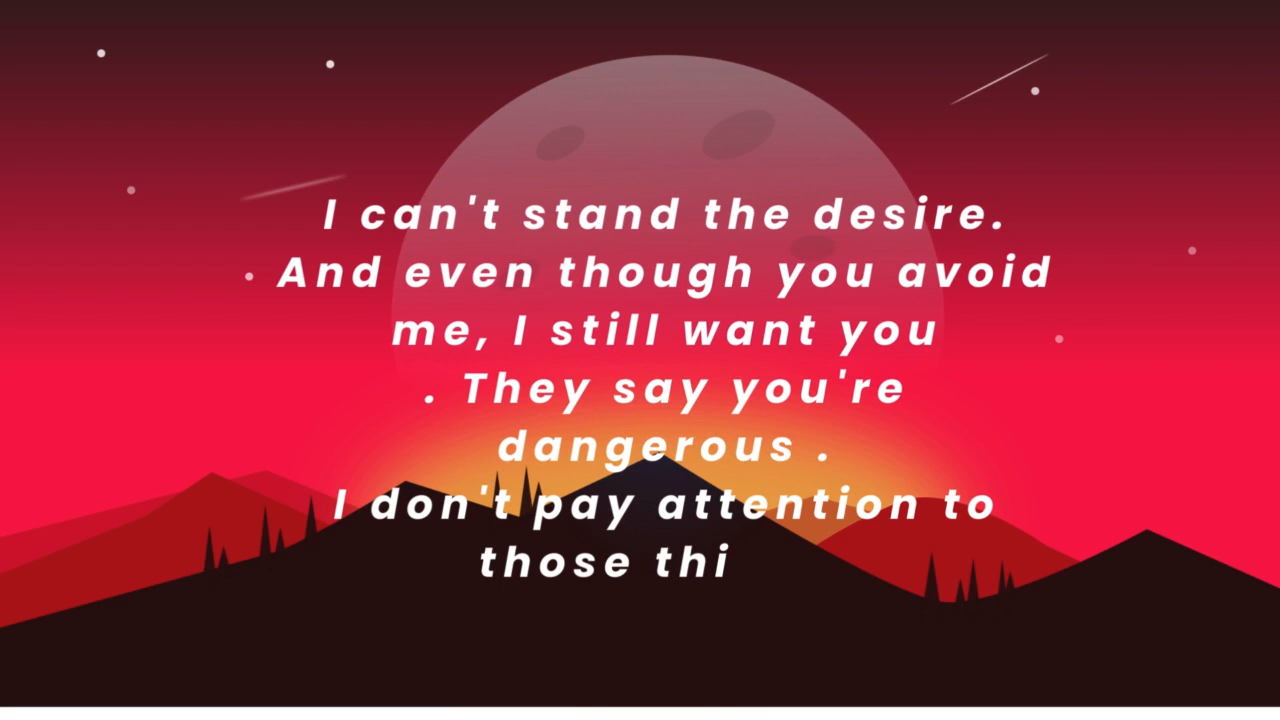 I can't stand the desire.
And even though you avoid
me, I still want you
. They say you're
dangerous .
I don't pay attention to
those thi